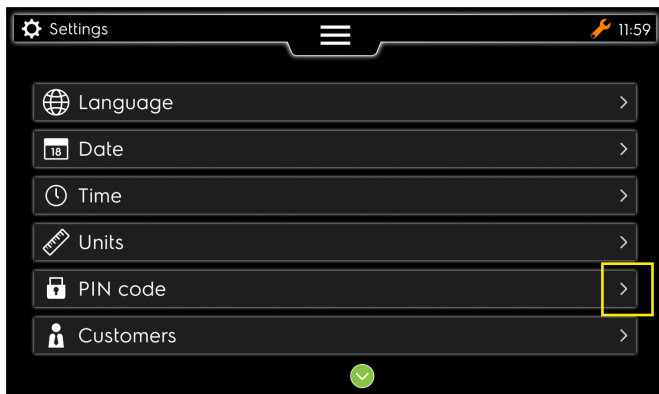 Settings
11:59
Language
18 Date
Time
Units
PIN code
Customers